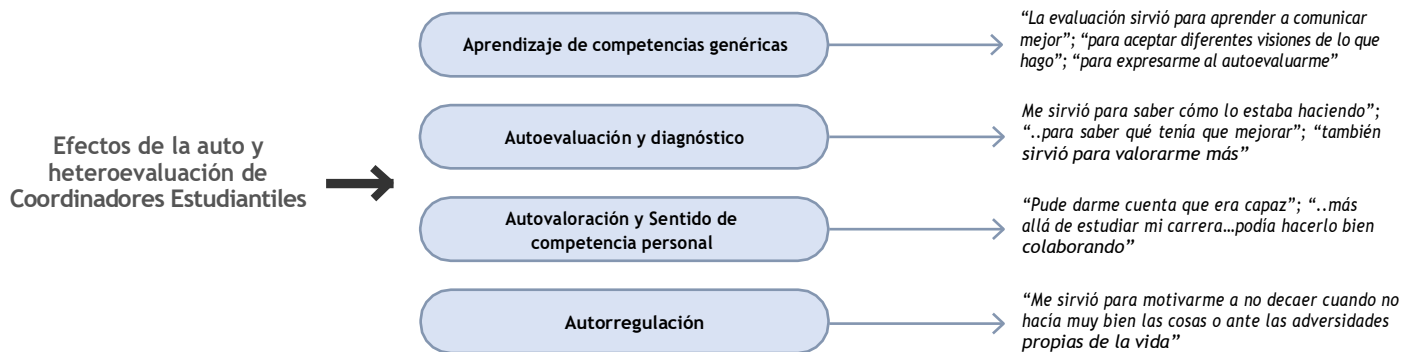 Efectos de la auto y
heteroevaluación de
Coordinadores Estudiantiles
Aprendizaje de competencias genéricas
“La evaluación sirvió para aprender a comunicar
mejor”; “para aceptar diferentes visiones de lo que
hago”; “para expresarme al autoevaluarme”
Autoevaluación y diagnóstico
Me sirvió para saber cómo lo estaba haciendo”;
“..para saber qué tenía que mejorar”; “también
sirvió para valorarme más”
Autovaloración y Sentido de
competencia personal
“Pude darme cuenta que era capaz”; “..más
allá de estudiar mi carrera…podía hacerlo bien
colaborando”
Autorregulación
“Me sirvió para motivarme a no decaer cuando no
hacía muy bien las cosas o ante las adversidades
propias de la vida”